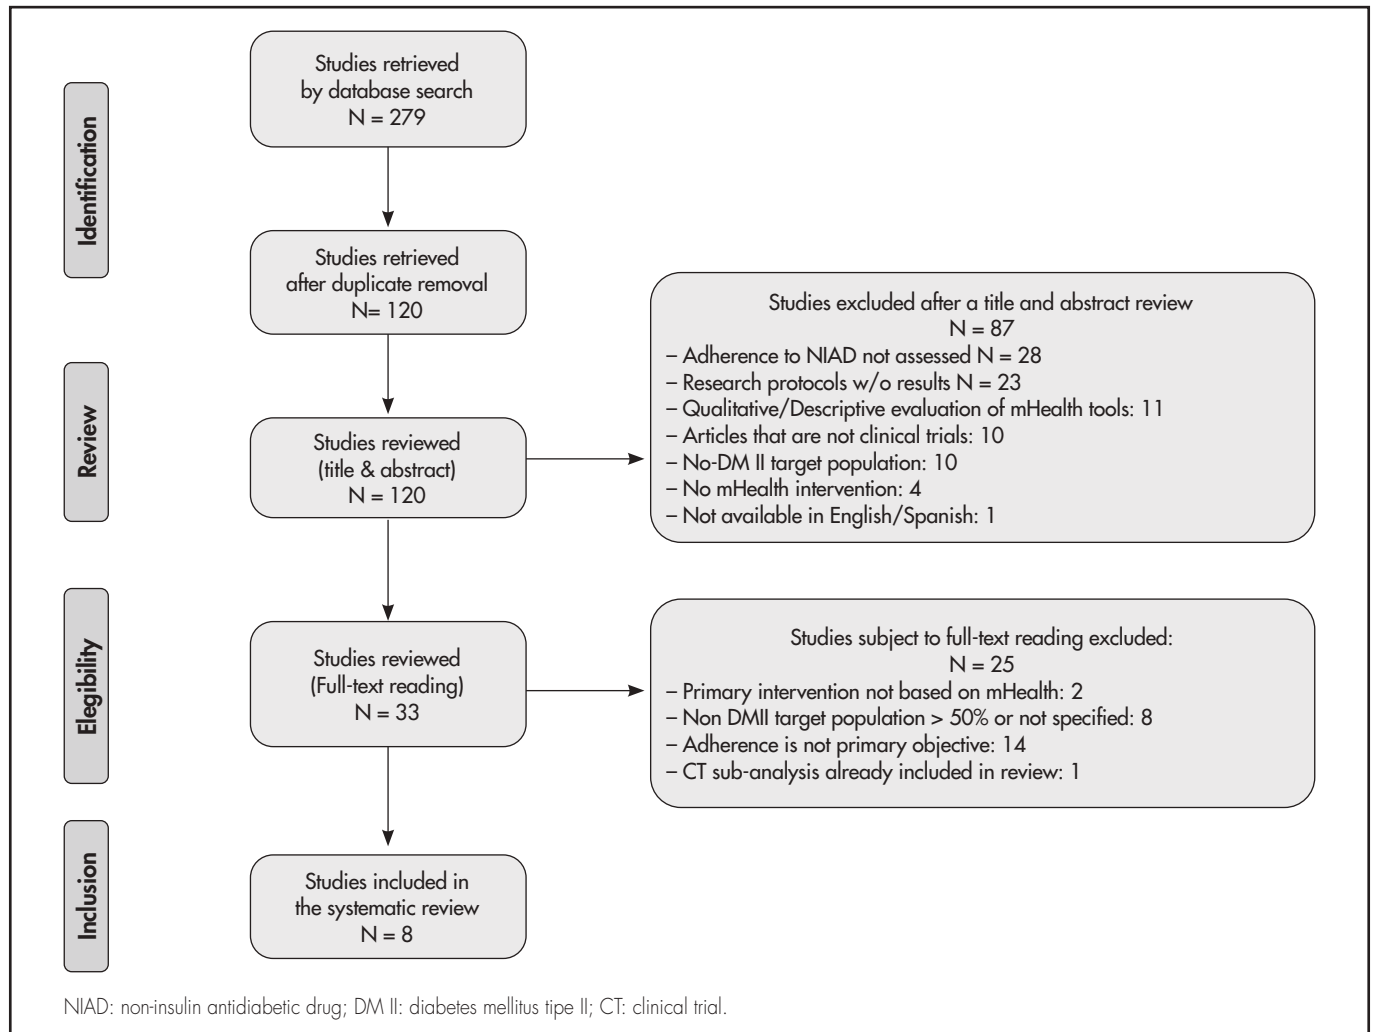 Identification
Studies retrieved
by database search
N = 279
Studies retrieved
after duplicate removal
N= 120
Review
Studies reviewed
(title & abstract)
N = 120
Studies excluded after a title and abstract review
N = 87
– Adherence to NIAD not assessed N = 28
– Research protocols w/o results N = 23
– Qualitative/Descriptive evaluation of mHealth tools: 11
– Articles that are not clinical trials: 10
– No-DM II target population: 10
– No mHealth intervention: 4
– Not available in English/Spanish: 1
Elegibility
Studies reviewed
(Full-text reading)
N = 33
Studies subject to full-text reading excluded:
N = 25
– Primary intervention not based on mHealth: 2
– Non DMII target population > 50% or not specified: 8
– Adherence is not primary objective: 14
– CT sub-analysis already included in review: 1
Inclusion
Studies included in
the systematic review
N = 8
NIAD: non-insulin antidiabetic drug; DM II: diabetes mellitus tipe II; CT: clinical trial.